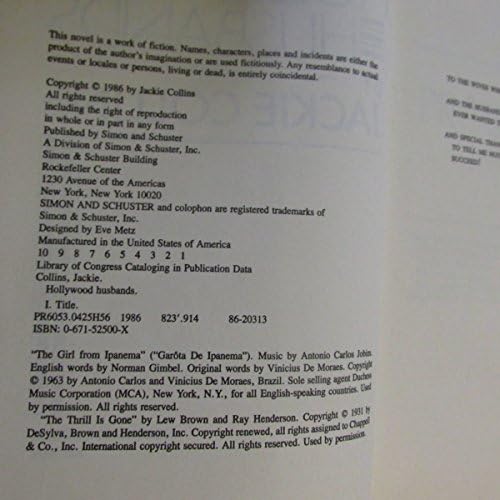 This novel is a work of fiction. Names, characters, places and incidents are either the
product of the author's imagination or are used fictitiously. Any resemblance to actual
events or locales or persons, living or dead, is entirely coincidental.
Copyright © 1986 by Jackie Collins
All rights reserved
including the right of reproduction
in whole or in part in any form
Published by Simon and Schuster
A Division of Simon & Schuster, Inc.
Simon & Schuster Building
Rockefeller Center
1230 Avenue of the Americas
New York, New York 10020
SIMON AND SCHUSTER and colophon are registered trademarks of
Simon & Schuster, Inc.
Designed by Eve Metz
Manufactured in the United States of America
10 9 8 7 6 5 4 3 2 1
Library of Congress Cataloging in Publication Data
Collins, Jackie.
Hollywood husbands.
I. Title.
PR6053.O425H56 1986 823'.914 86-20313
ISBN: 0-671-52500-X
"The Girl from Ipanema" ("Garôta De Ipanema"). Music by Antonio Carlos Jobin.
English words by Norman Gimbel. Original words by Vinicius De Moraes. Copyright
© 1963 by Antonio Carlos and Vinicius De Moraes, Brazil. Sole selling agent Duchess
Music Corporation (MCA), New York, N.Y., for all English-speaking countries. Used
by permission. All rights reserved.
"The Thrill Is Gone" by Lew Brown and Ray Henderson. Copyright © 1931 by
DeSylva, Brown and Henderson, Inc. Copyright renewed, all rights assigned to Chappell
& Co., Inc. International copyright secured. All rights reserved. Used by permission.
TO THE WIVES
AND THE HUSBANDS
EVER WANTED
AND SPECIAL
TO TELL ME
SUCCEED!